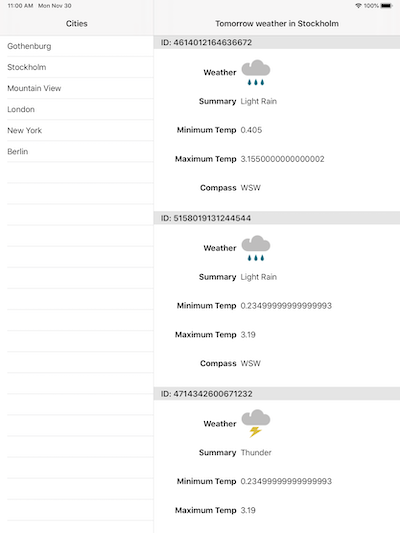 11:00 AM Mon Nov 30
100%
Cities
Tomorrow weather in Stockholm
Gothenburg
Stockholm
Mountain View
London
New York
Berlin
ID: 4614012164636672
Weather
Summary Light Rain
Minimum Temp 0.405
Maximum Temp 3.1550000000000002
Compass WSW
ID: 5158019131244544
Weather
Summary Light Rain
Minimum Temp 0.23499999999999993
Maximum Temp 3.19
Compass WSW
ID: 4714342600671232
Weather
Summary Thunder
Minimum Temp 0.23499999999999993
Maximum Temp 3.19